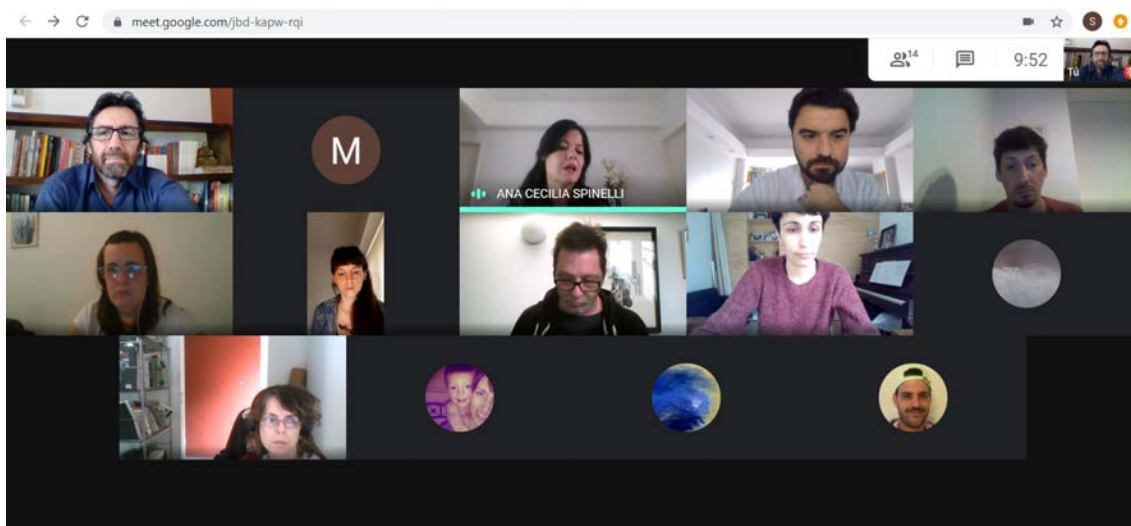 meet.google.com/jbd-kapw-rqi
S
14
9:52
Tú
M
ANA CECILIA SPINELLI